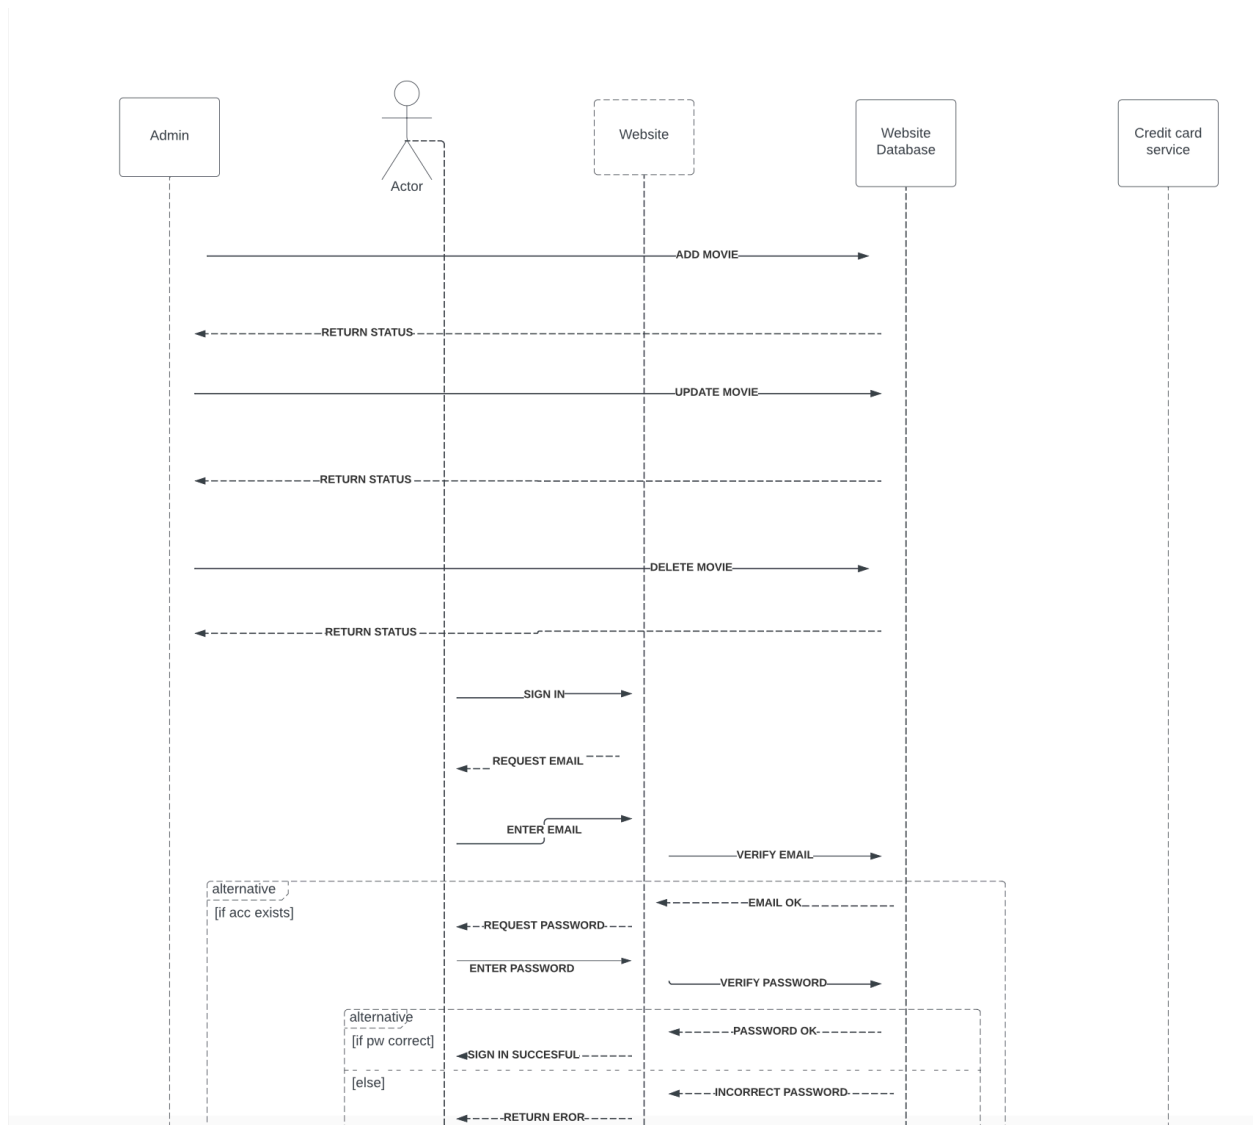 Admin
Actor
Website
Website
Database
Credit card
service
ADD MOVIE
RETURN STATUS
UPDATE MOVIE
RETURN STATUS
DELETE MOVIE
RETURN STATUS
SIGN IN
REQUEST EMAIL
ENTER EMAIL
VERIFY EMAIL
alternative
[if acc exists]
EMAIL OK
REQUEST PASSWORD
ENTER PASSWORD
VERIFY PASSWORD
alternative
[if pw correct]
PASSWORD OK
SIGN IN SUCCESFUL
[else]
INCORRECT PASSWORD
RETURN EROR